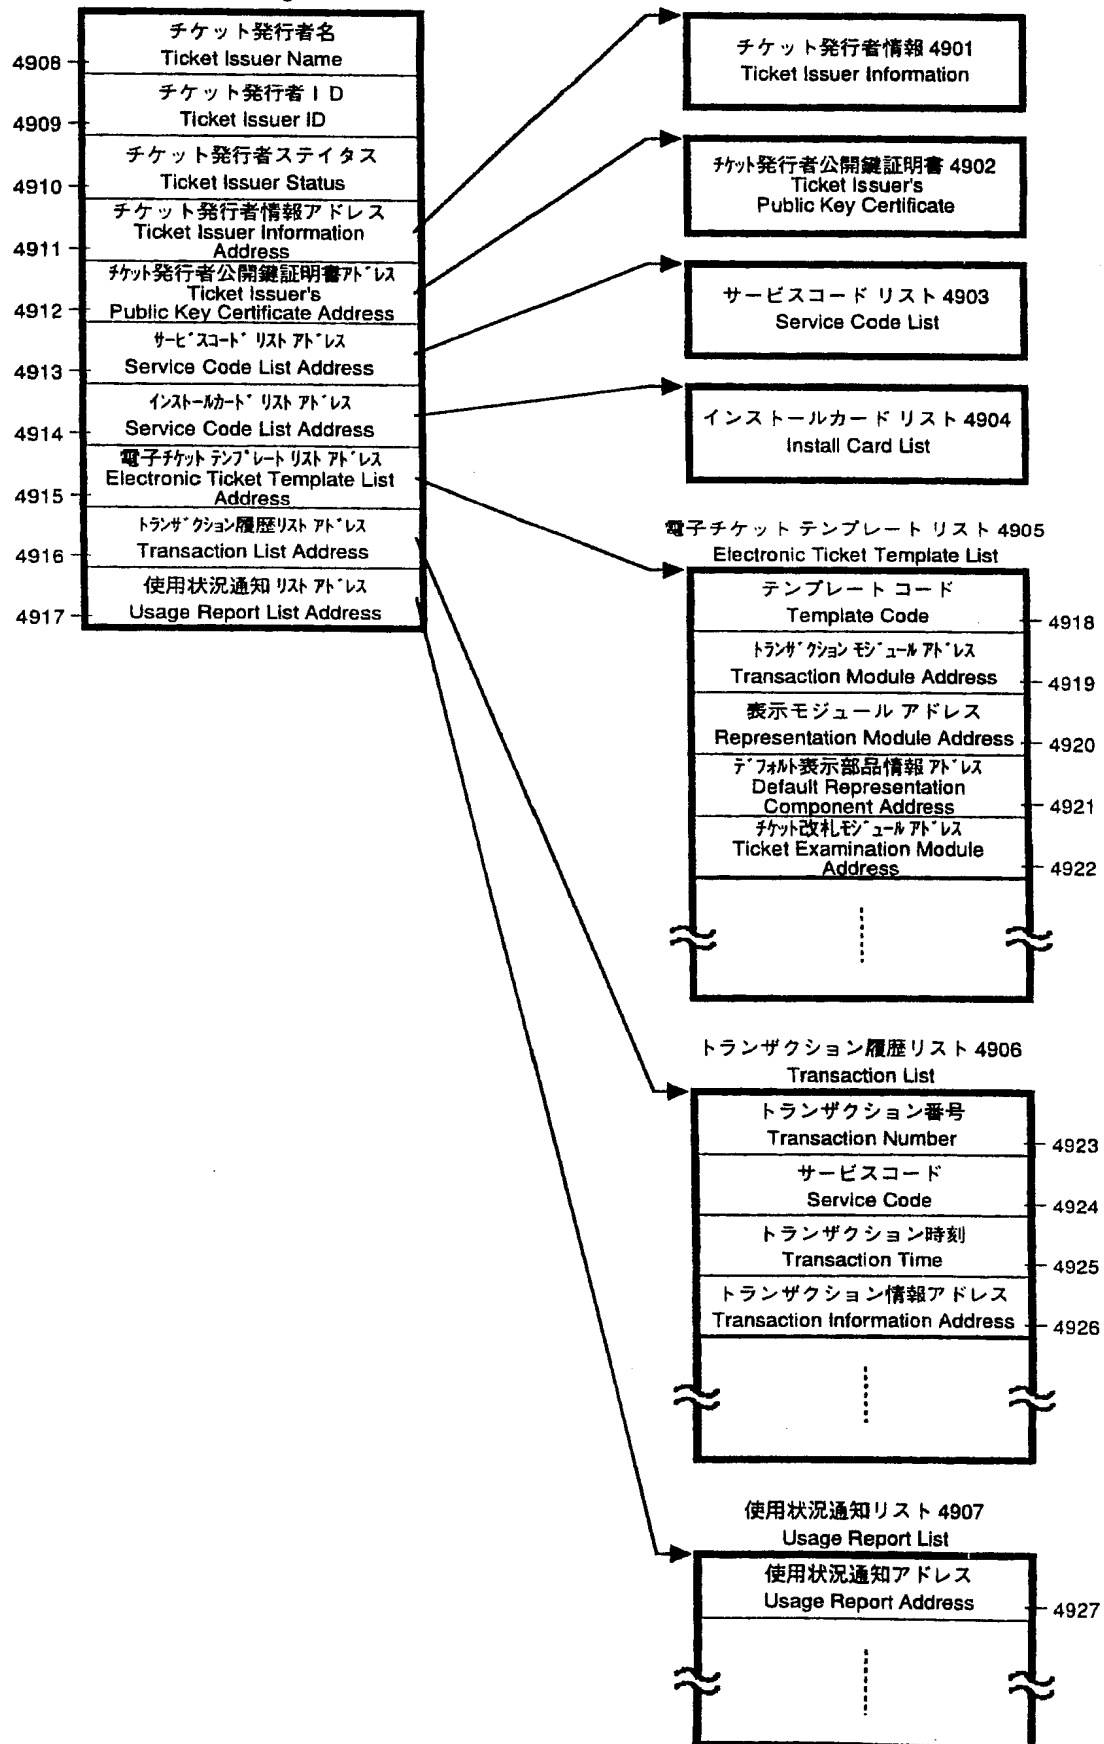 チケット発行者名
Ticket Issuer Name
4908
チケット発行者ＩＤ
Ticket Issuer ID
4909
チケット発行者ステイタス
Ticket Issuer Status
4910
チケット発行者情報アドレス
Ticket Issuer Information
Address
4911
チケット発行者公開鍵証明書アドレス
Ticket Issuer's
Public Key Certificate Address
4912
サービスコード リスト アドレス
Service Code List Address
4913
インストールカード リスト アドレス
Service Code List Address
4914
電子チケット テンプレート リスト アドレス
Electronic Ticket Template List
Address
4915
トランザクション履歴リスト アドレス
Transaction List Address
4916
使用状況通知 リスト アドレス
Usage Report List Address
4917
チケット発行者情報 4901
Ticket Issuer Information
チケット発行者公開鍵証明書 4902
Ticket Issuer's
Public Key Certificate
サービスコード リスト 4903
Service Code List
インストールカード リスト 4904
Install Card List
電子チケット テンプレート リスト 4905
Electronic Ticket Template List
テンプレート コード
Template Code
4918
トランザクション モジュール アドレス
Transaction Module Address
4919
表示モジュール アドレス
Representation Module Address
4920
デフォルト表示部品情報 アドレス
Default Representation
Component Address
4921
チケット改札モジュール アドレス
Ticket Examination Module
Address
4922
トランザクション履歴リスト 4906
Transaction List
トランザクション番号
Transaction Number
4923
サービスコード
Service Code
4924
トランザクション時刻
Transaction Time
4925
トランザクション情報アドレス
Transaction Information Address
4926
使用状況通知リスト 4907
Usage Report List
使用状況通知アドレス
Usage Report Address
4927